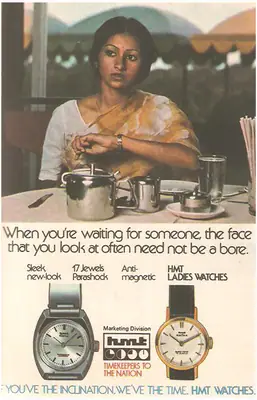 When you're waiting for someone, the face
that you look at often need not be a bore.
Sleek, new-look
17 Jewels Parashock
Anti-magnetic
HMT LADIES WATCHES
Marketing Division
hmt
TIMEKEEPERS TO
THE NATION
YOU'VE THE INCLINATION. WE'VE THE TIME. HMT WATCHES.